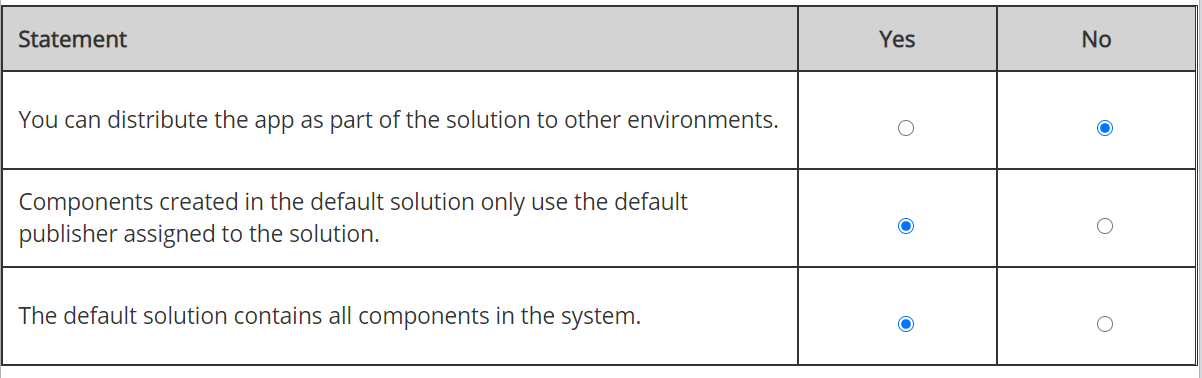 Statement Yes No
You can distribute the app as part of the solution to other environments.
Components created in the default solution only use the default
publisher assigned to the solution.
The default solution contains all components in the system.